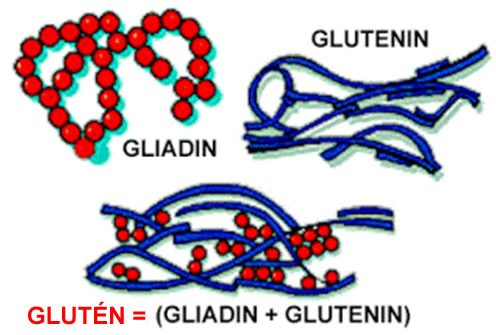 GLUTENIN
GLIADIN
GLUTÉN = (GLIADIN + GLUTENIN)